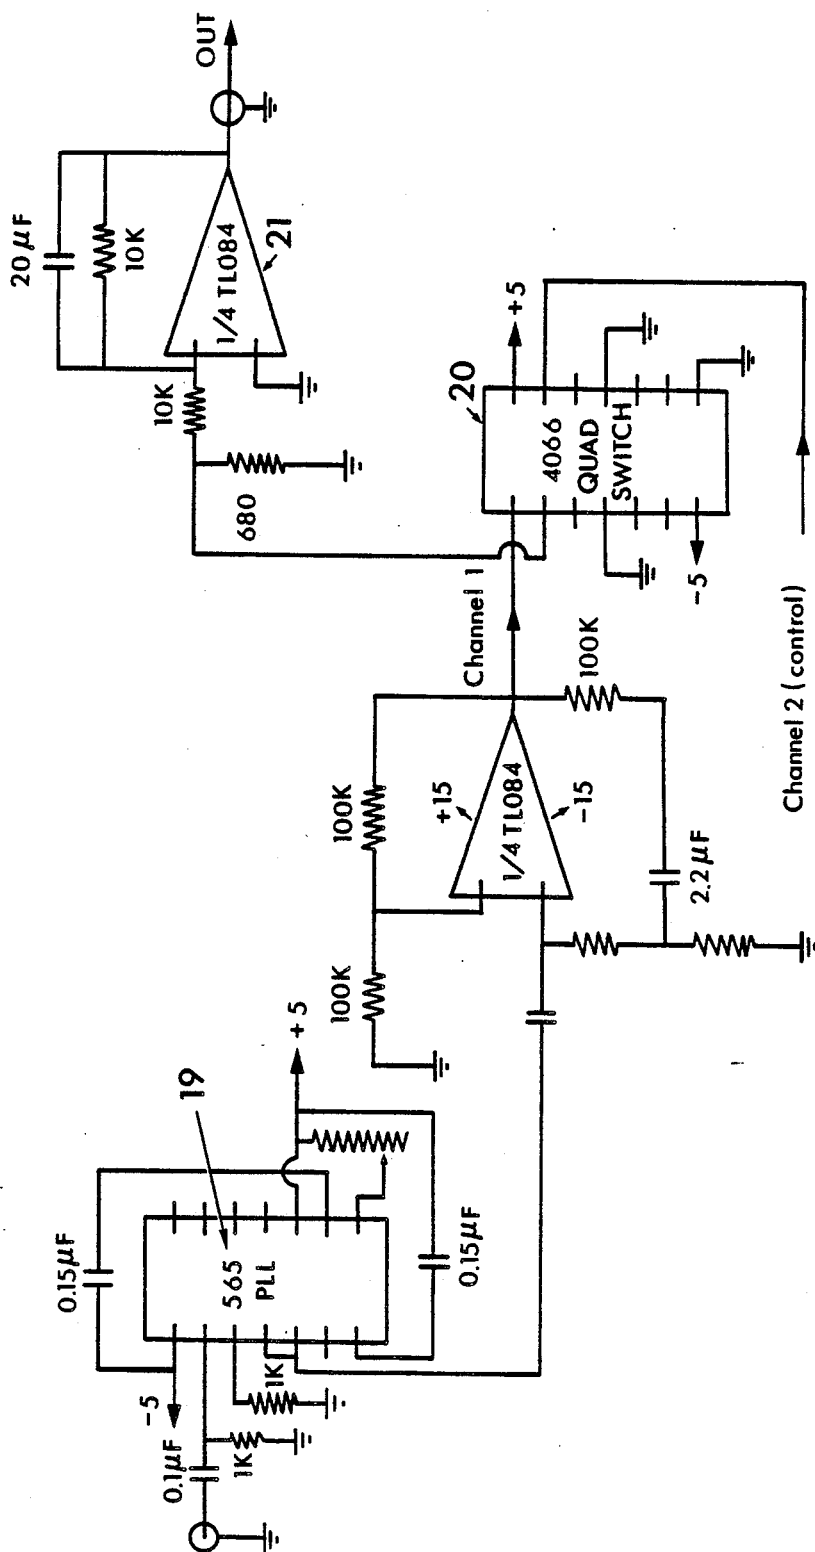 0.1µF
1K
-5
0.15µF
1K
565
PLL
19
+5
0.15µF
100K
100K
1/4 TL084
+15
-15
2.2µF
100K
Channel 1
Channel 2 (control)
4066
QUAD
SWITCH
20
+5
-5
680
10K
20µF
10K
1/4 TL084
21
OUT